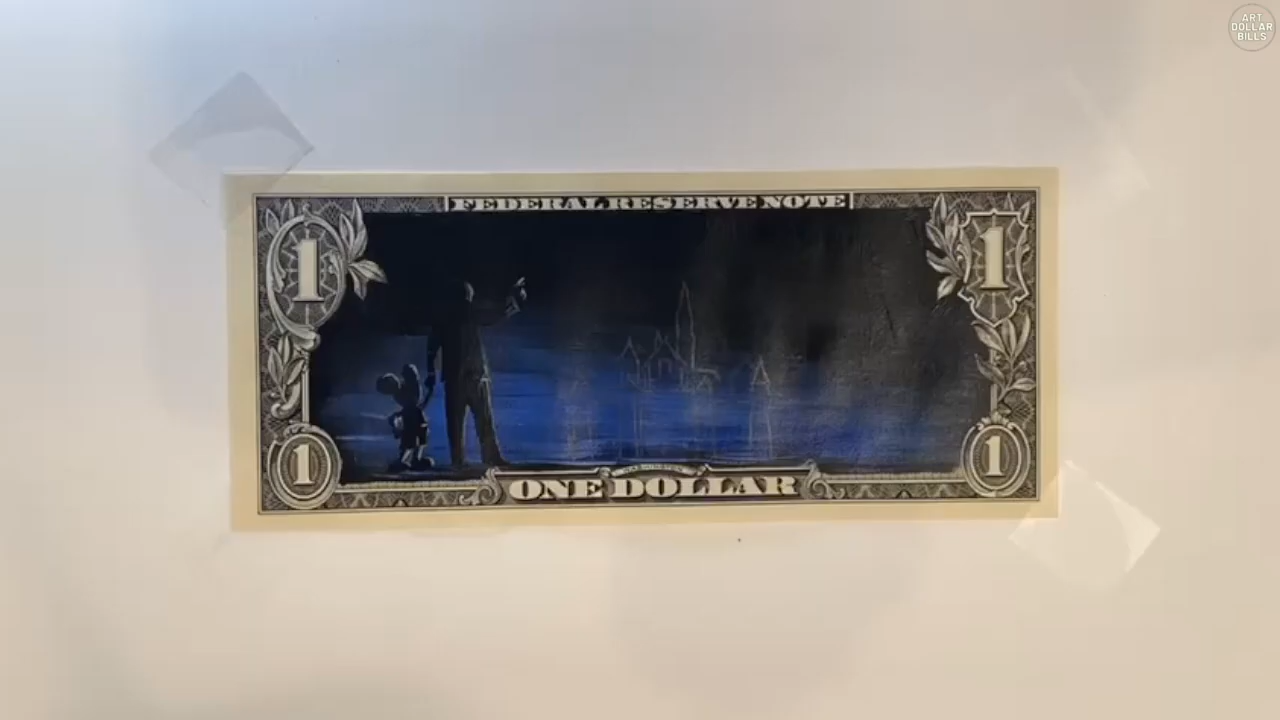 ART
DOLLAR
BILLS
FEDERAL RESERVE NOTE
1 1
1 1
ONE DOLLAR